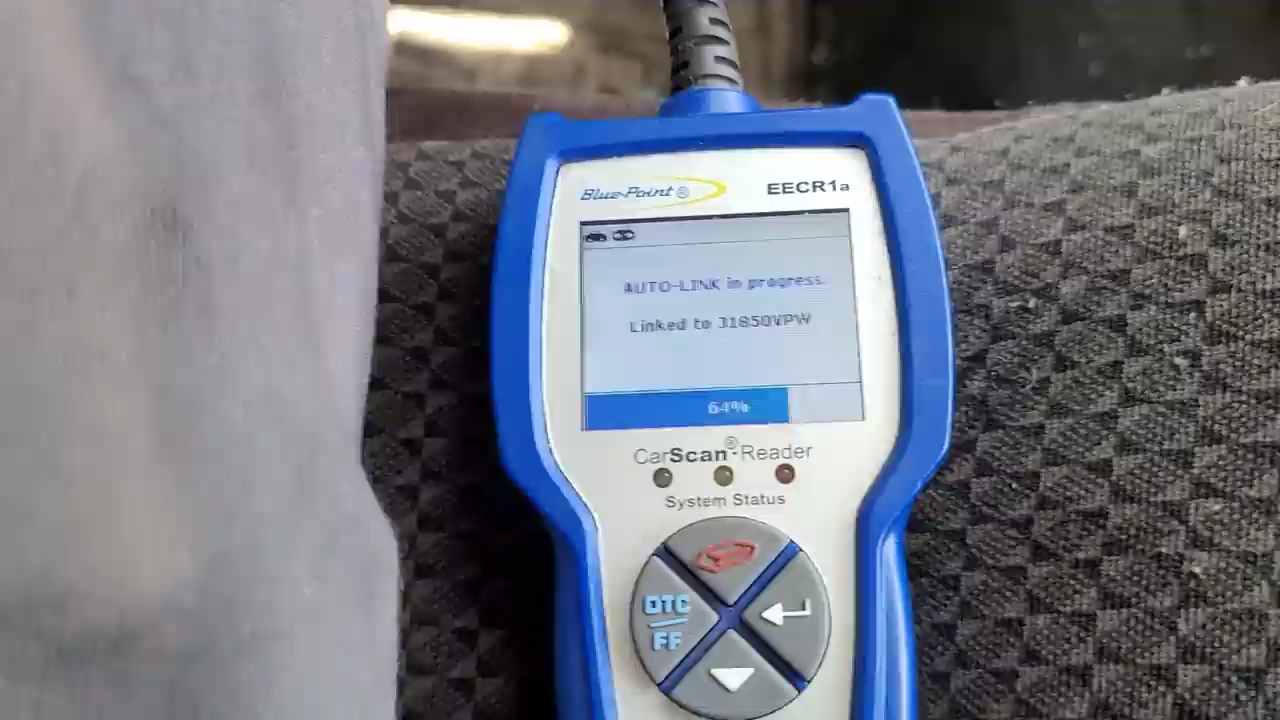 Blue-Point®
EECR1a
AUTO-LINK in progress
Linked to J1850VPW
64%
CarScan® Reader
System Status
DTC
FF